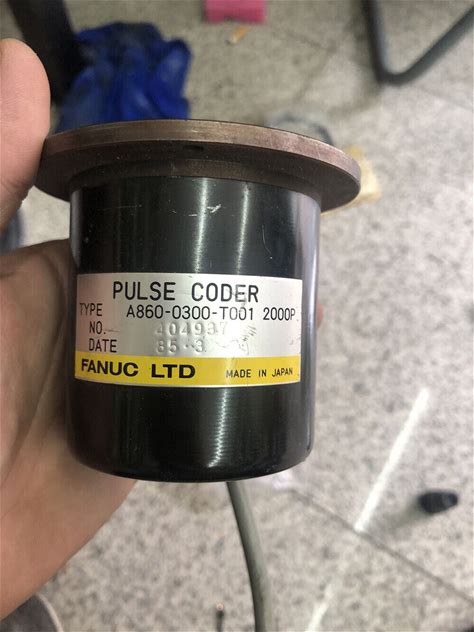 PULSE CODER
TYPE A860-0300-T001 2000P
NO. 404937
DATE 85-3
FANUC LTD MADE IN JAPAN